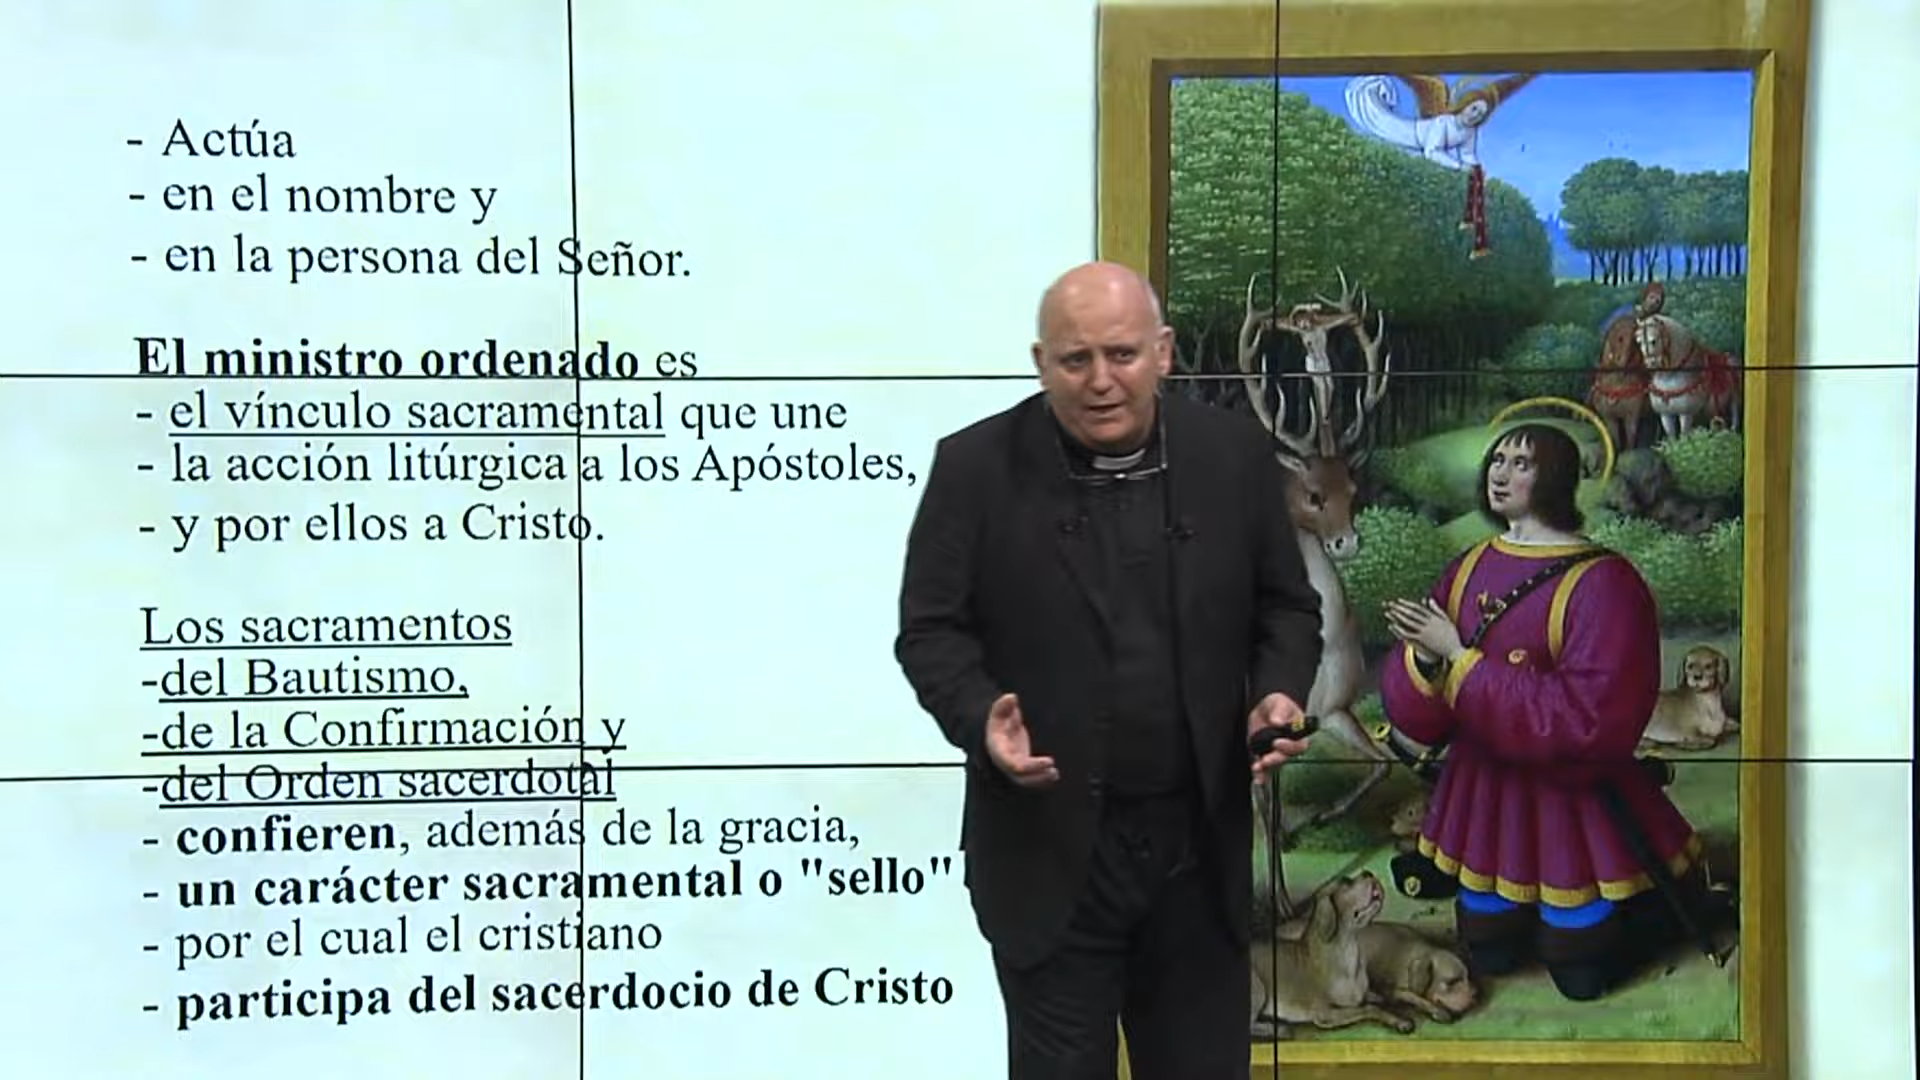 - Actúa
- en el nombre y
- en la persona del Señor.
El ministro ordenado es
- el vínculo sacramental que une
- la acción litúrgica a los Apóstoles,
- y por ellos a Cristo.
Los sacramentos
-del Bautismo,
-de la Confirmación y
-del Orden sacerdotal
- confieren, además de la gracia,
- un carácter sacramental o "sello"
- por el cual el cristiano
- participa del sacerdocio de Cristo